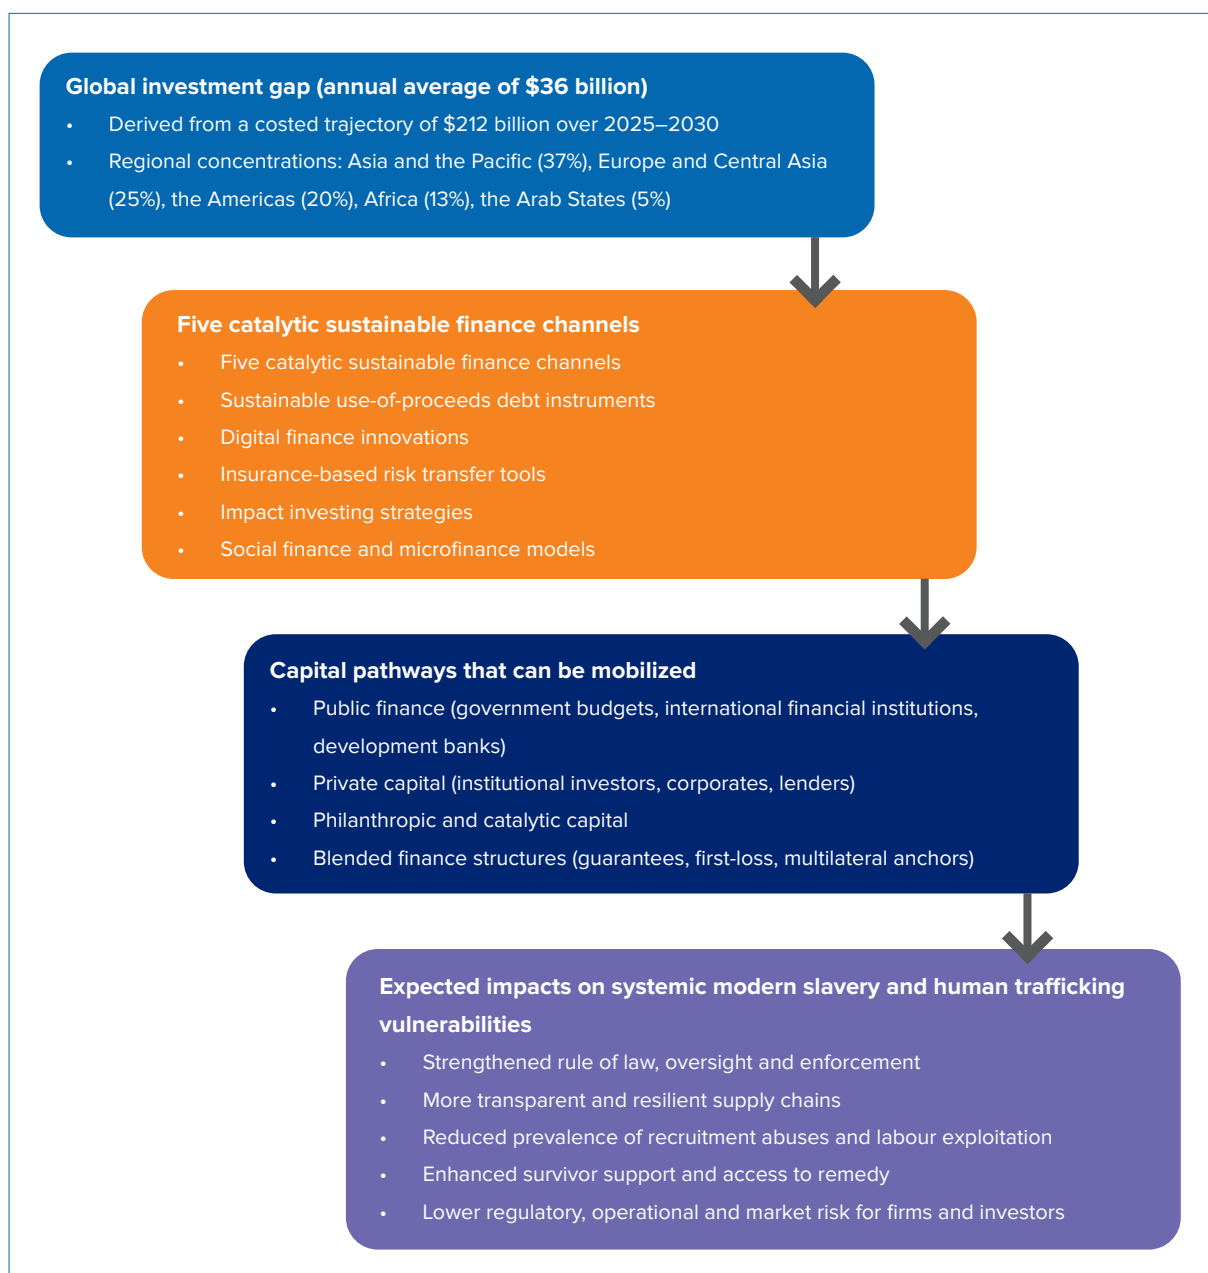 Global investment gap (annual average of $36 billion)
• Derived from a costed trajectory of $212 billion over 2025–2030
• Regional concentrations: Asia and the Pacific (37%), Europe and Central Asia
(25%), the Americas (20%), Africa (13%), the Arab States (5%)
Five catalytic sustainable finance channels
• Five catalytic sustainable finance channels
• Sustainable use-of-proceeds debt instruments
• Digital finance innovations
• Insurance-based risk transfer tools
• Impact investing strategies
• Social finance and microfinance models
Capital pathways that can be mobilized
• Public finance (government budgets, international financial institutions,
development banks)
• Private capital (institutional investors, corporates, lenders)
• Philanthropic and catalytic capital
• Blended finance structures (guarantees, first-loss, multilateral anchors)
Expected impacts on systemic modern slavery and human trafficking
vulnerabilities
• Strengthened rule of law, oversight and enforcement
• More transparent and resilient supply chains
• Reduced prevalence of recruitment abuses and labour exploitation
• Enhanced survivor support and access to remedy
• Lower regulatory, operational and market risk for firms and investors